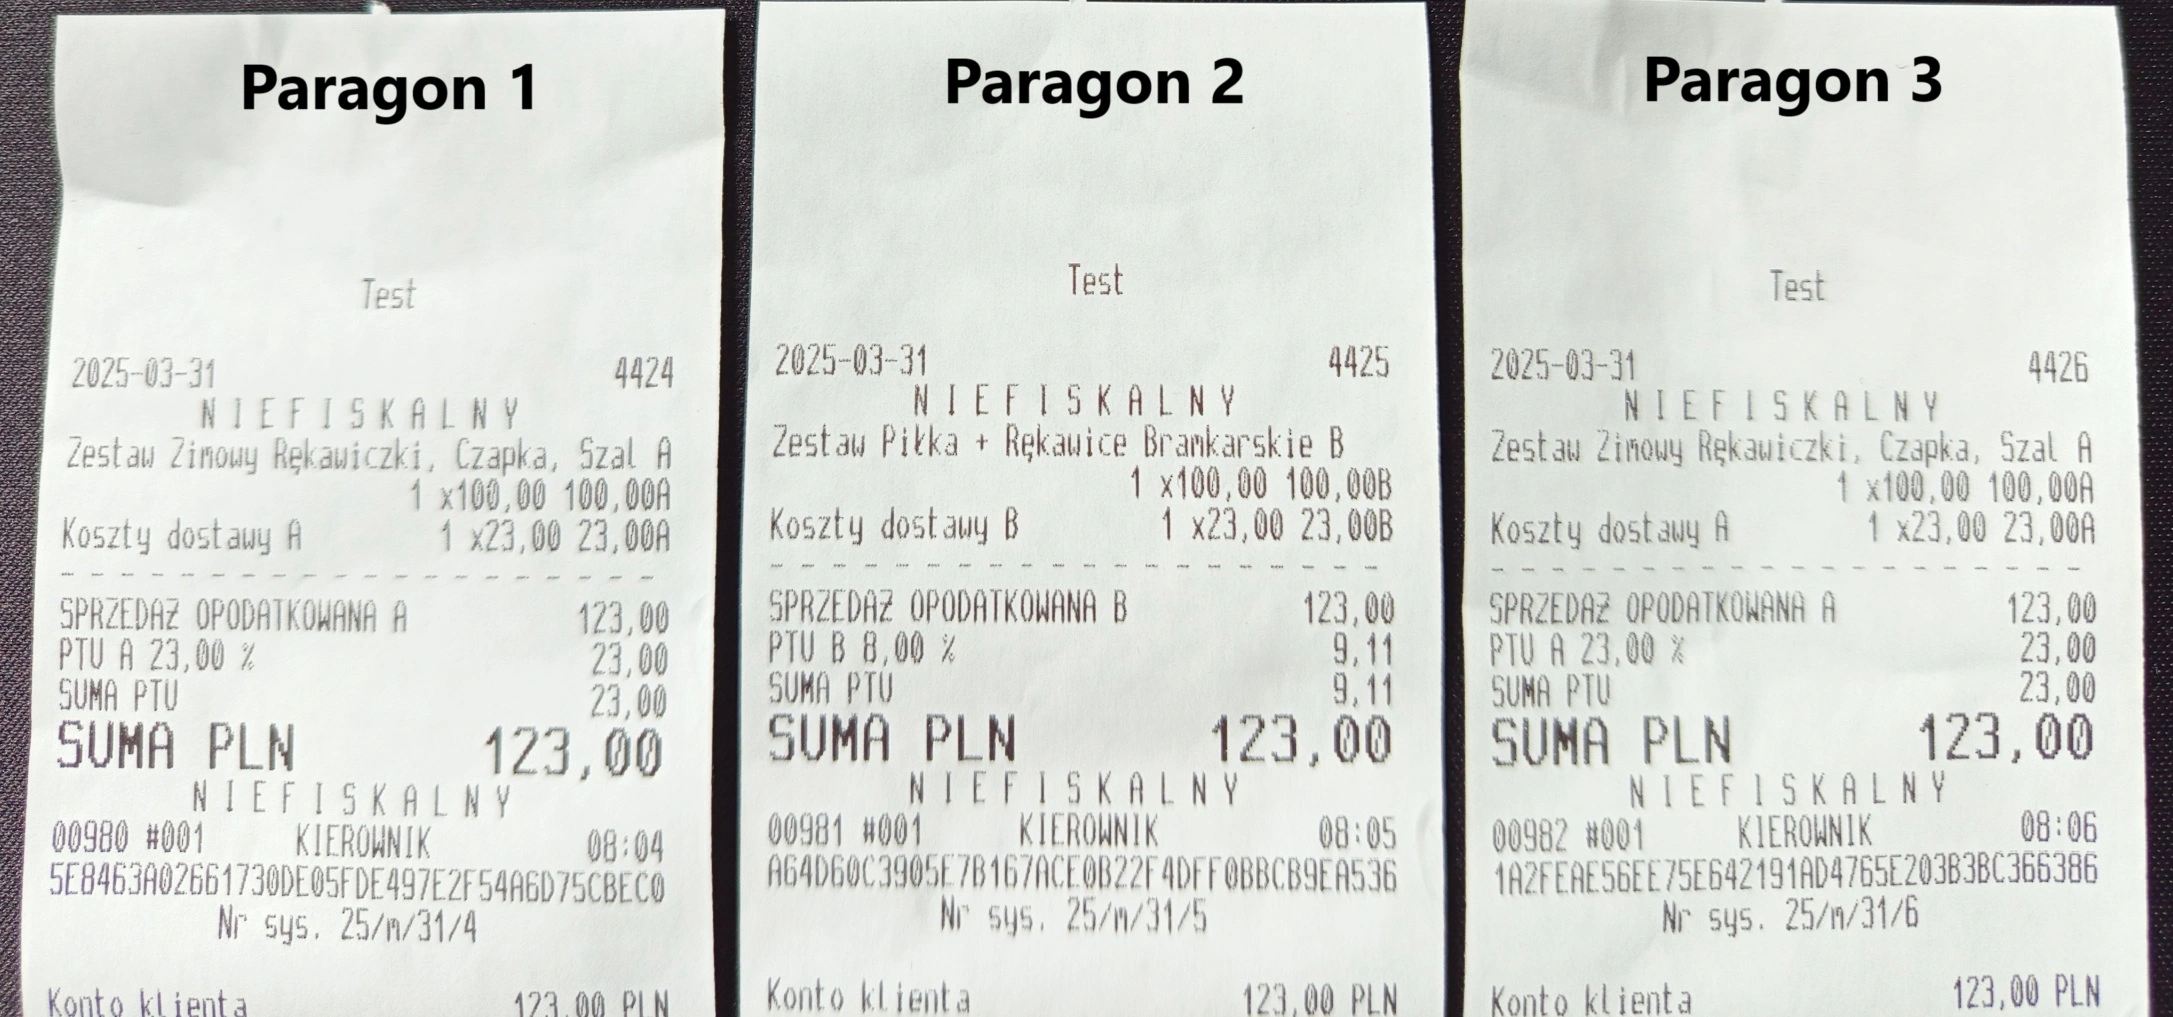 Paragon 1
Test
2025-03-31 4424
NIEFISKALNY
Zestaw Zimowy Rękawiczki, Czapka, Szal A
1 x100,00 100,00A
Koszty dostawy A 1 x23,00 23,00A
SPRZEDAŻ OPODATKOWANA A 123,00
PTU A 23,00 % 23,00
SUMA PTU 23,00
SUMA PLN 123,00
NIEFISKALNY
00980 #001 KIEROWNIK 08:04
5E8463A02661730DE05FDE497E2F54A6D75CBEC0
Nr sys. 25/m/31/4
Konto klienta 123,00 PLN
Paragon 2
Test
2025-03-31 4425
NIEFISKALNY
Zestaw Piłka + Rękawice Bramkarskie B
1 x100,00 100,00B
Koszty dostawy B 1 x23,00 23,00B
SPRZEDAŻ OPODATKOWANA B 123,00
PTU B 8,00 % 9,11
SUMA PTU 9,11
SUMA PLN 123,00
NIEFISKALNY
00981 #001 KIEROWNIK 08:05
A64D60C3905E7B167ACE0B22F4DFF0BBCB9EA536
Nr sys. 25/m/31/5
Konto klienta 123,00 PLN
Paragon 3
Test
2025-03-31 4426
NIEFISKALNY
Zestaw Zimowy Rękawiczki, Czapka, Szal A
1 x100,00 100,00A
Koszty dostawy A 1 x23,00 23,00A
SPRZEDAŻ OPODATKOWANA A 123,00
PTU A 23,00 % 23,00
SUMA PTU 23,00
SUMA PLN 123,00
NIEFISKALNY
00982 #001 KIEROWNIK 08:06
1A2FEAE56EE75E642191AD4765E203B3BC366386
Nr sys. 25/m/31/6
Konto klienta 123,00 PLN